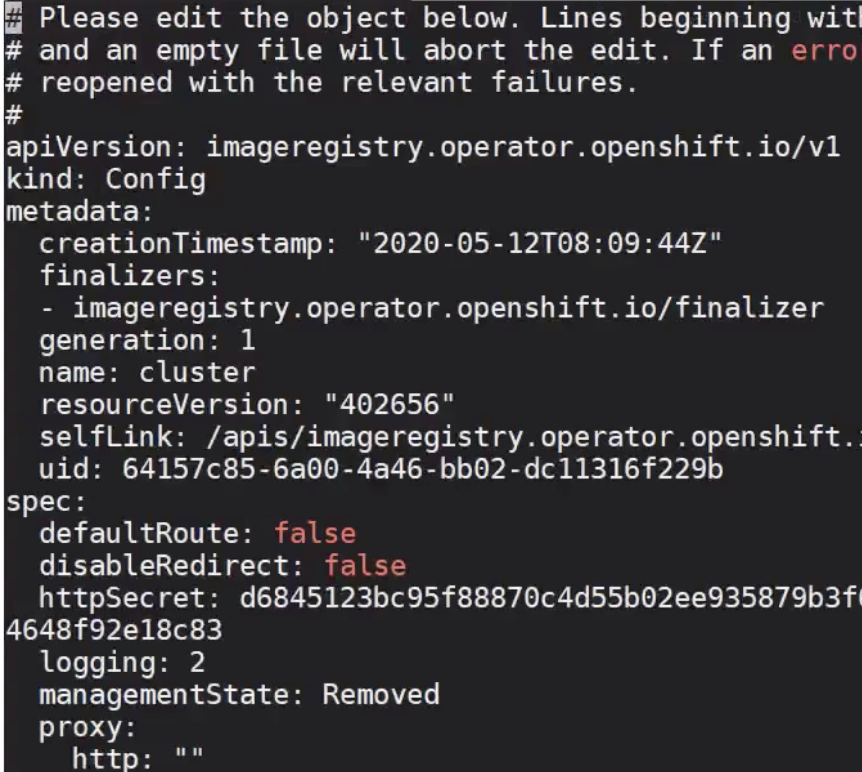 # Please edit the object below. Lines beginning with
# and an empty file will abort the edit. If an erro
# reopened with the relevant failures.
#
apiVersion: imageregistry.operator.openshift.io/v1
kind: Config
metadata:
  creationTimestamp: "2020-05-12T08:09:44Z"
  finalizers:
  - imageregistry.operator.openshift.io/finalizer
  generation: 1
  name: cluster
  resourceVersion: "402656"
  selfLink: /apis/imageregistry.operator.openshift.i
  uid: 64157c85-6a00-4a46-bb02-dc11316f229b
spec:
  defaultRoute: false
  disableRedirect: false
  httpSecret: d6845123bc95f88870c4d55b02ee935879b3f6
4648f92e18c83
  logging: 2
  managementState: Removed
  proxy:
    http: ""